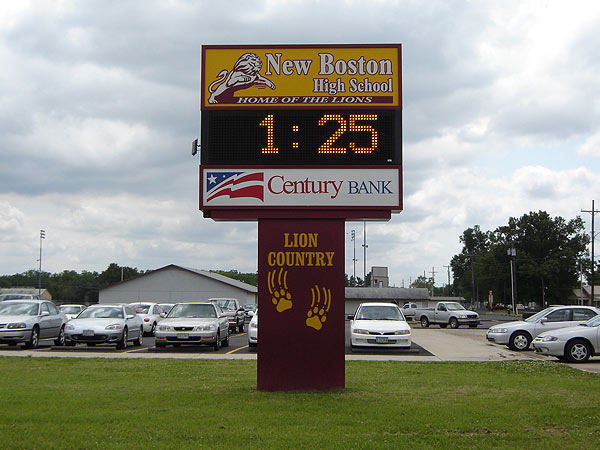 New Boston
High School
HOME OF THE LIONS
1:25
Century BANK
LION
COUNTRY